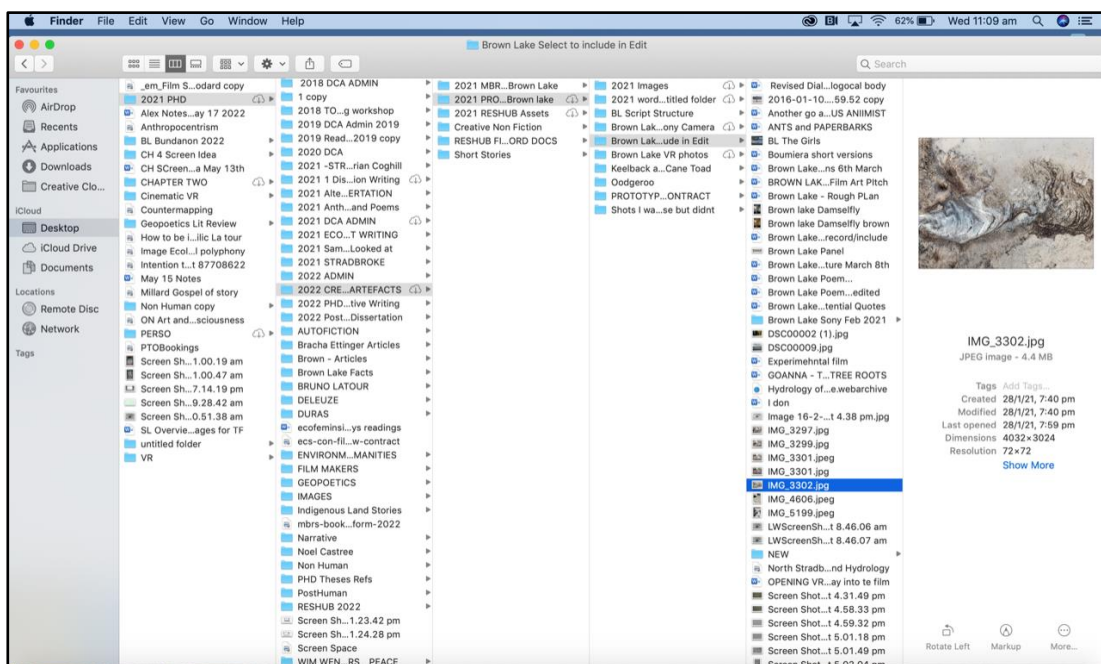 Finder File Edit View Go Window Help
62% Wed 11:09 am
Brown Lake Select to include in Edit
Search
Favourites
AirDrop
Recents
Applications
Downloads
Creative Clo...
iCloud
Desktop
iCloud Drive
Documents
Locations
Remote Disc
Network
Tags
_em_Film S...odard copy
2021 PHD
Alex Notes...ay 17 2022
Anthropocentrism
BL Bundanon 2022
CH 4 Screen Idea
CH SCreen...a May 13th
CHAPTER TWO
Cinematic VR
Countermapping
Geopoetics Lit Review
How to be i...ilic La tour
Image Ecol...l polyphony
Intention t...t 87708622
May 15 Notes
Millard Gospel of story
Non Human copy
ON Art and...sciousness
PERSO
PTOBookings
Screen Sh...1.00.19 am
Screen Sh...1.00.47 am
Screen Sh...7.14.19 pm
Screen Sh...9.28.42 am
Screen Sh...0.51.38 am
SL Overvie...ages for TF
untitled folder
VR
2018 DCA ADMIN
1 copy
2018 TO...g workshop
2019 DCA Admin 2019
2019 Read...2019 copy
2020 DCA
2021 -STR...rian Coghill
2021 1 Dis...ion Writing
2021 Alte...ERTATION
2021 Anth...and Poems
2021 DCA ADMIN
2021 ECO...T WRITING
2021 Sam...Looked at
2021 STRADBROKE
2022 ADMIN
2022 CRE...ARTEFACTS
2022 PHD...tive Writing
2022 Post...Dissertation
AUTOFICTION
Bracha Ettinger Articles
Brown - Articles
Brown Lake Facts
BRUNO LATOUR
DELEUZE
DURAS
ecofeminsi...ys readings
ecs-con-fil...w-contract
ENVIRONM...MANITIES
FILM MAKERS
GEOPOETICS
IMAGES
Indigenous Land Stories
mbrs-book...form-2022
Narrative
Noel Castree
Non Human
PHD Theses Refs
PostHuman
RESHUB 2022
Screen Sh...1.23.42 pm
Screen Sh...1.24.28 pm
Screen Space
WIM WEN...RS PEACE
2021 MBR...Brown Lake
2021 PRO...Brown lake
2021 RESHUB Assets
Creative Non Fiction
RESHUB FI...ORD DOCS
Short Stories
2021 Images
2021 word...titled folder
BL Script Structure
Brown Lak...ony Camera
Brown Lak...ude in Edit
Brown Lake VR photos
Keelback a...Cane Toad
Oodgeroo
PROTOTYP...ONTRACT
Shots I wa...se but didnt
Revised Dial...logocal body
2016-01-10....59.52 copy
Another go a...US ANIIMIST
ANTS and PAPERBARKS
BL The Girls
Boumiera short versions
Brown Lake...ns 6th March
BROWN LAK...Film Art PItch
Brown Lake - Rough PLan
Brown lake Damselfly
Brown lake Damselfly brown
Brown Lake...record/include
Brown Lake Panel
Brown Lake...ture March 8th
Brown Lake Poem...
Brown Lake Poem...edited
Brown Lake...tential Quotes
Brown Lake Sony Feb 2021
DSC00002 (1).jpg
DSC00009.jpg
Experimehntal film
GOANNA - T...TREE ROOTS
Hydrology of...e.webarchive
I don
Image 16-2-...t 4.38 pm.jpg
IMG_3297.jpg
IMG_3299.jpg
IMG_3301.jpeg
IMG_3301.jpg
IMG_3302.jpg
IMG_4606.jpeg
IMG_5199.jpeg
LWScreenSh...t 8.46.06 am
LWScreenSh...t 8.46.07 am
NEW
North Stradb...nd Hydrology
OPENING VR...ay into te film
Screen Shot...t 4.31.49 pm
Screen Shot...t 4.58.33 pm
Screen Shot...t 4.59.32 pm
Screen Shot...t 5.01.18 pm
Screen Shot...t 5.01.49 pm
IMG_3302.jpg
JPEG image - 4.4 MB
Tags Add Tags...
Created 28/1/21, 7:40 pm
Modified 28/1/21, 7:40 pm
Last opened 28/1/21, 7:59 pm
Dimensions 4032×3024
Resolution 72×72
Show More
Rotate Left Markup More...